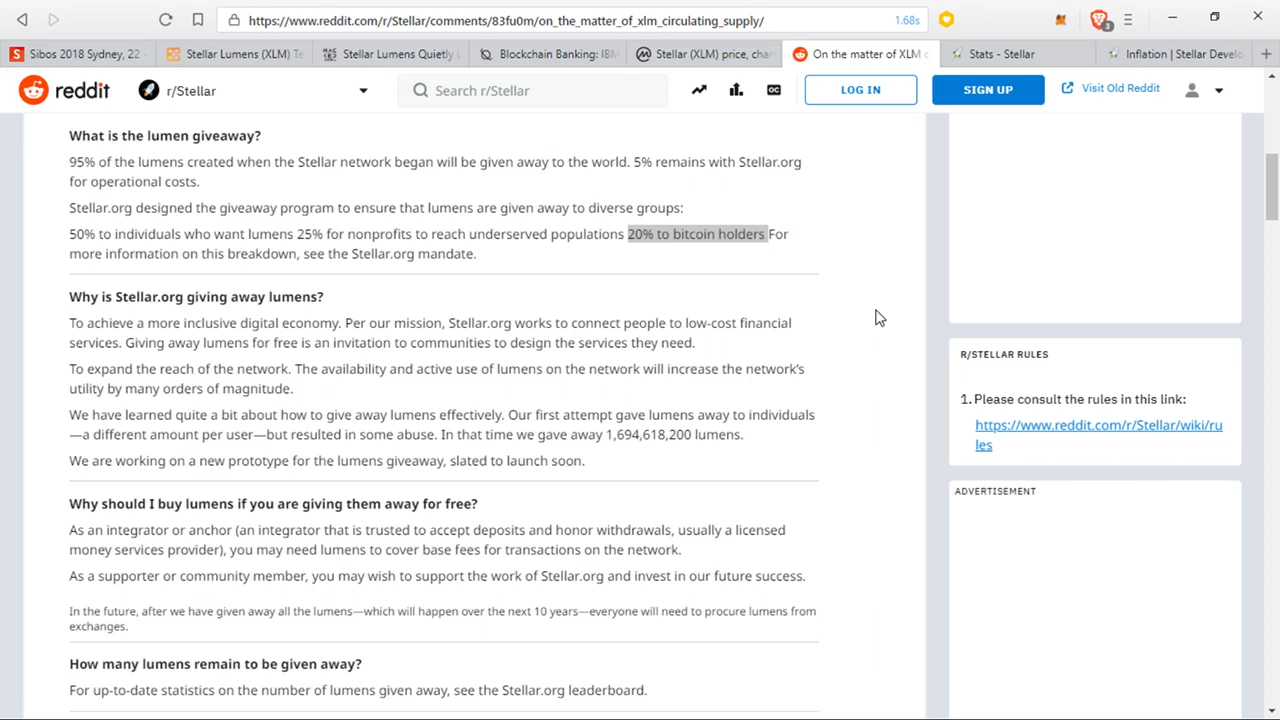 https://www.reddit.com/r/Stellar/comments/83fu0m/on_the_matter_of_xlm_circulating_supply/
1.68s
3
Sibos 2018 Sydney, 22 -
Stellar Lumens (XLM) Te
Stellar Lumens Quietly
Blockchain Banking: IBM
Stellar (XLM) price, cha
On the matter of XLM c
Stats - Stellar
Inflation | Stellar Develo
reddit
r/Stellar
Search r/Stellar
LOG IN
SIGN UP
Visit Old Reddit
What is the lumen giveaway?
95% of the lumens created when the Stellar network began will be given away to the world. 5% remains with Stellar.org
for operational costs.
Stellar.org designed the giveaway program to ensure that lumens are given away to diverse groups:
50% to individuals who want lumens 25% for nonprofits to reach underserved populations 20% to bitcoin holders For
more information on this breakdown, see the Stellar.org mandate.
Why is Stellar.org giving away lumens?
To achieve a more inclusive digital economy. Per our mission, Stellar.org works to connect people to low-cost financial
services. Giving away lumens for free is an invitation to communities to design the services they need.
To expand the reach of the network. The availability and active use of lumens on the network will increase the network’s
utility by many orders of magnitude.
We have learned quite a bit about how to give away lumens effectively. Our first attempt gave lumens away to individuals
—a different amount per user—but resulted in some abuse. In that time we gave away 1,694,618,200 lumens.
We are working on a new prototype for the lumens giveaway, slated to launch soon.
Why should I buy lumens if you are giving them away for free?
As an integrator or anchor (an integrator that is trusted to accept deposits and honor withdrawals, usually a licensed
money services provider), you may need lumens to cover base fees for transactions on the network.
As a supporter or community member, you may wish to support the work of Stellar.org and invest in our future success.
In the future, after we have given away all the lumens—which will happen over the next 10 years—everyone will need to procure lumens from
exchanges.
How many lumens remain to be given away?
For up-to-date statistics on the number of lumens given away, see the Stellar.org leaderboard.
R/STELLAR RULES
1. Please consult the rules in this link:
https://www.reddit.com/r/Stellar/wiki/ru
les
ADVERTISEMENT